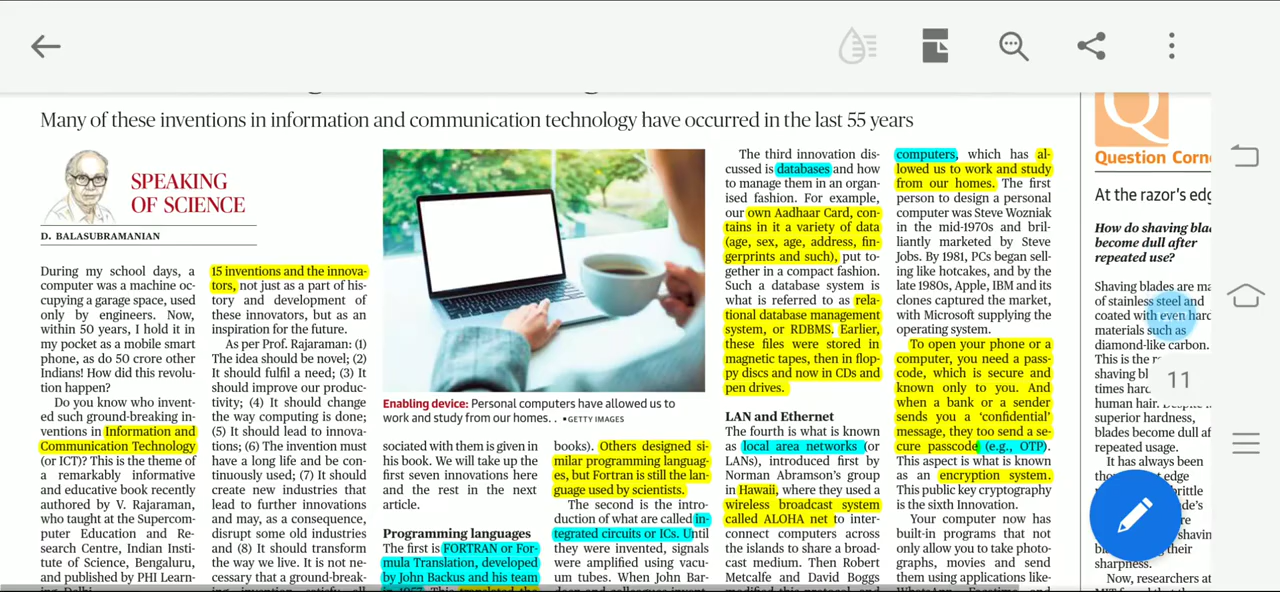 Many of these inventions in information and communication technology have occurred in the last 55 years
SPEAKING
OF SCIENCE
D. BALASUBRAMANIAN
During my school days, a
computer was a machine oc-
cupying a garage space, used
only by engineers. Now,
within 50 years, I hold it in
my pocket as a mobile smart
phone, as do 50 crore other
Indians! How did this revolu-
tion happen?
Do you know who invent-
ed such ground-breaking in-
ventions in Information and
Communication Technology
(or ICT)? This is the theme of
a remarkably informative
and educative book recently
authored by V. Rajaraman,
who taught at the Supercom-
puter Education and Re-
search Centre, Indian Insti-
tute of Science, Bengaluru,
and published by PHI Learn-
15 inventions and the innova-
tors, not just as a part of his-
tory and development of
these innovators, but as an
inspiration for the future.
As per Prof. Rajaraman: (1)
The idea should be novel; (2)
It should fulfil a need; (3) It
should improve our produc-
tivity; (4) It should change
the way computing is done;
(5) It should lead to innova-
tions; (6) The invention must
have a long life and be con-
tinuously used; (7) It should
create new industries that
lead to further innovations
and may, as a consequence,
disrupt some old industries
and (8) It should transform
the way we live. It is not ne-
cessary that a ground-break-
Enabling device: Personal computers have allowed us to
work and study from our homes. . •GETTY IMAGES
sociated with them is given in
his book. We will take up the
first seven innovations here
and the rest in the next
article.
Programming languages
The first is FORTRAN or For-
mula Translation, developed
by John Backus and his team
books). Others designed si-
milar programming languag-
es, but Fortran is still the lan-
guage used by scientists.
The second is the intro-
duction of what are called in-
tegrated circuits or ICs. Until
they were invented, signals
were amplified using vacu-
um tubes. When John Bar-
The third innovation dis-
cussed is databases and how
to manage them in an organ-
ised fashion. For example,
our own Aadhaar Card, con-
tains in it a variety of data
(age, sex, age, address, fin-
gerprints and such), put to-
gether in a compact fashion.
Such a database system is
what is referred to as rela-
tional database management
system, or RDBMS. Earlier,
these files were stored in
magnetic tapes, then in flop-
py discs and now in CDs and
pen drives.
LAN and Ethernet
The fourth is what is known
as local area networks (or
LANs), introduced first by
Norman Abramson's group
in Hawaii, where they used a
wireless broadcast system
called ALOHA net to inter-
connect computers across
the islands to share a broad-
cast medium. Then Robert
Metcalfe and David Boggs
computers, which has al-
lowed us to work and study
from our homes. The first
person to design a personal
computer was Steve Wozniak
in the mid-1970s and bril-
liantly marketed by Steve
Jobs. By 1981, PCs began sell-
ing like hotcakes, and by the
late 1980s, Apple, IBM and its
clones captured the market,
with Microsoft supplying the
operating system.
To open your phone or a
computer, you need a pass-
code, which is secure and
known only to you. And
when a bank or a sender
sends you a 'confidential'
message, they too send a se-
cure passcode (e.g., OTP).
This aspect is what is known
as an encryption system.
This public key cryptography
is the sixth Innovation.
Your computer now has
built-in programs that not
only allow you to take photo-
graphs, movies and send
them using applications like-
Q
Question Corn
At the razor's edg
How do shaving bla
become dull after
repeated use?
Shaving blades are ma
of stainless steel and
coated with even hard
materials such as
diamond-like carbon.
This is the
shaving bl
times hard
human hair.
superior hardness,
blades become dull af
repeated usage.
It has always been
edge
brittle
shavin
their
sharpness.
Now, researchers at
11